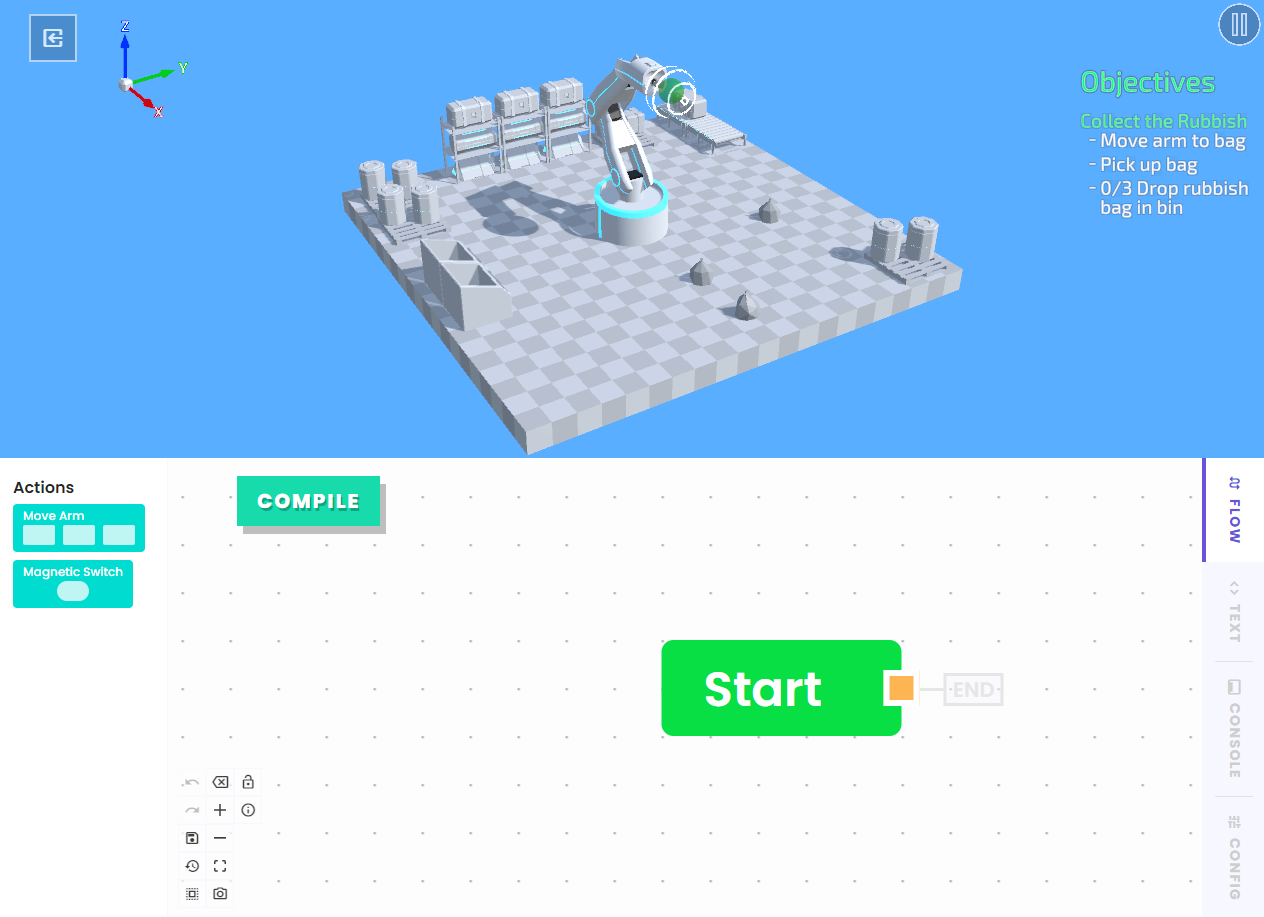 Z
Y
X
Objectives
Collect the Rubbish
- Move arm to bag
- Pick up bag
- 0/3 Drop rubbish
bag in bin
Actions
Move Arm
Magnetic Switch
COMPILE
Start
END
FLOW
TEXT
CONSOLE
CONFIG